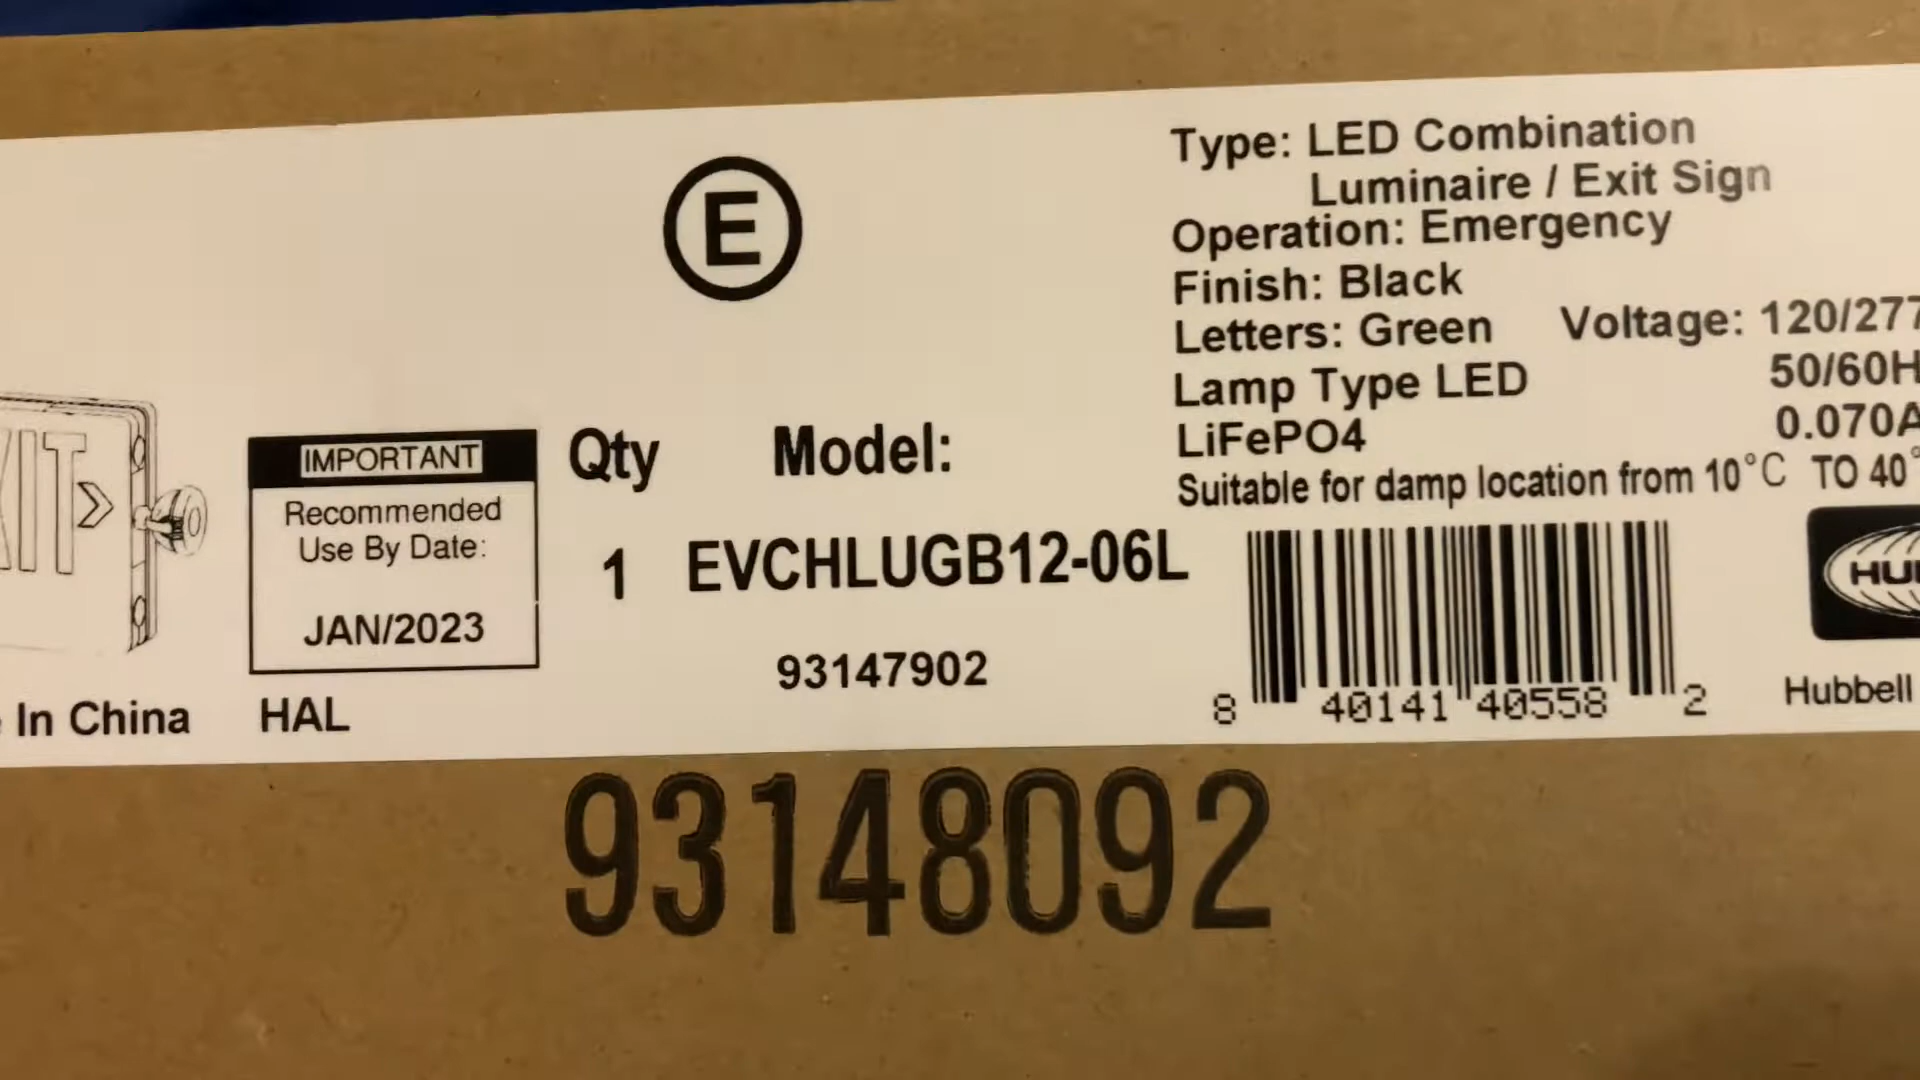 E
Type: LED Combination
Luminaire / Exit Sign
Operation: Emergency
Finish: Black
Letters: Green
Voltage: 120/277
Lamp Type LED
50/60H
LiFePO4
0.070A
Suitable for damp location from 10°C TO 40°
XIT
IMPORTANT
Recommended
Use By Date:
JAN/2023
Qty
Model:
1
EVCHLUGB12-06L
93147902
8 40141 40558 2
HU
Hubbell
In China
HAL
93148092